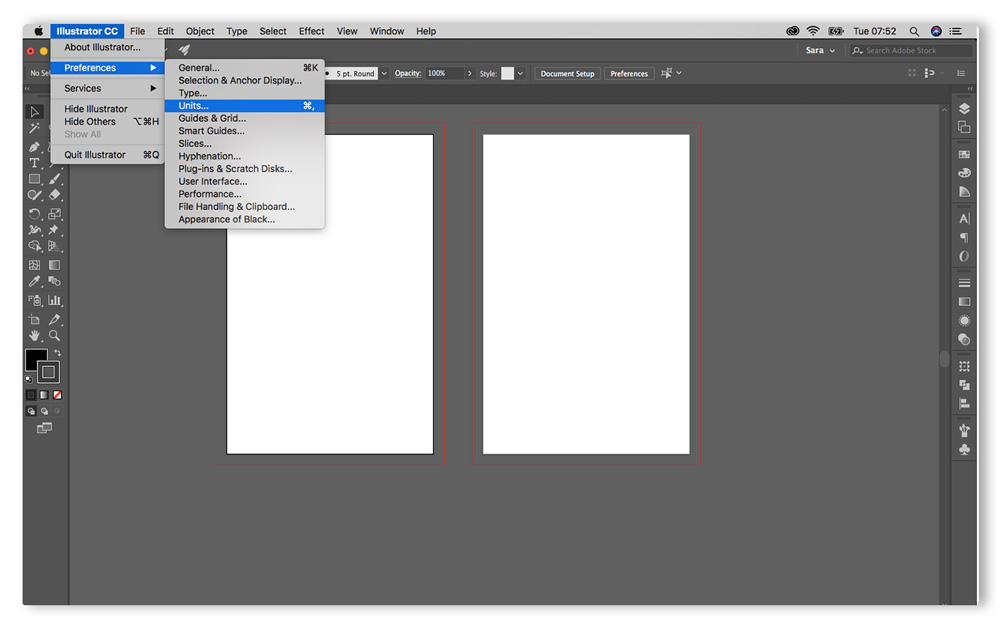 Illustrator CC File Edit Object Type Select Effect View Window Help Tue 07:52
About Illustrator...
Sara Search Adobe Stock
Preferences
General... ⌘K
No Sel 5 pt. Round Opacity: 100% Style: Document Setup Preferences
Selection & Anchor Display...
Services
Type...
Units... ⌘,
Hide Illustrator
Guides & Grid...
Hide Others ⌥⌘H
Smart Guides...
Show All
Slices...
Quit Illustrator ⌘Q
Hyphenation...
Plug-ins & Scratch Disks...
User Interface...
Performance...
File Handling & Clipboard...
Appearance of Black...